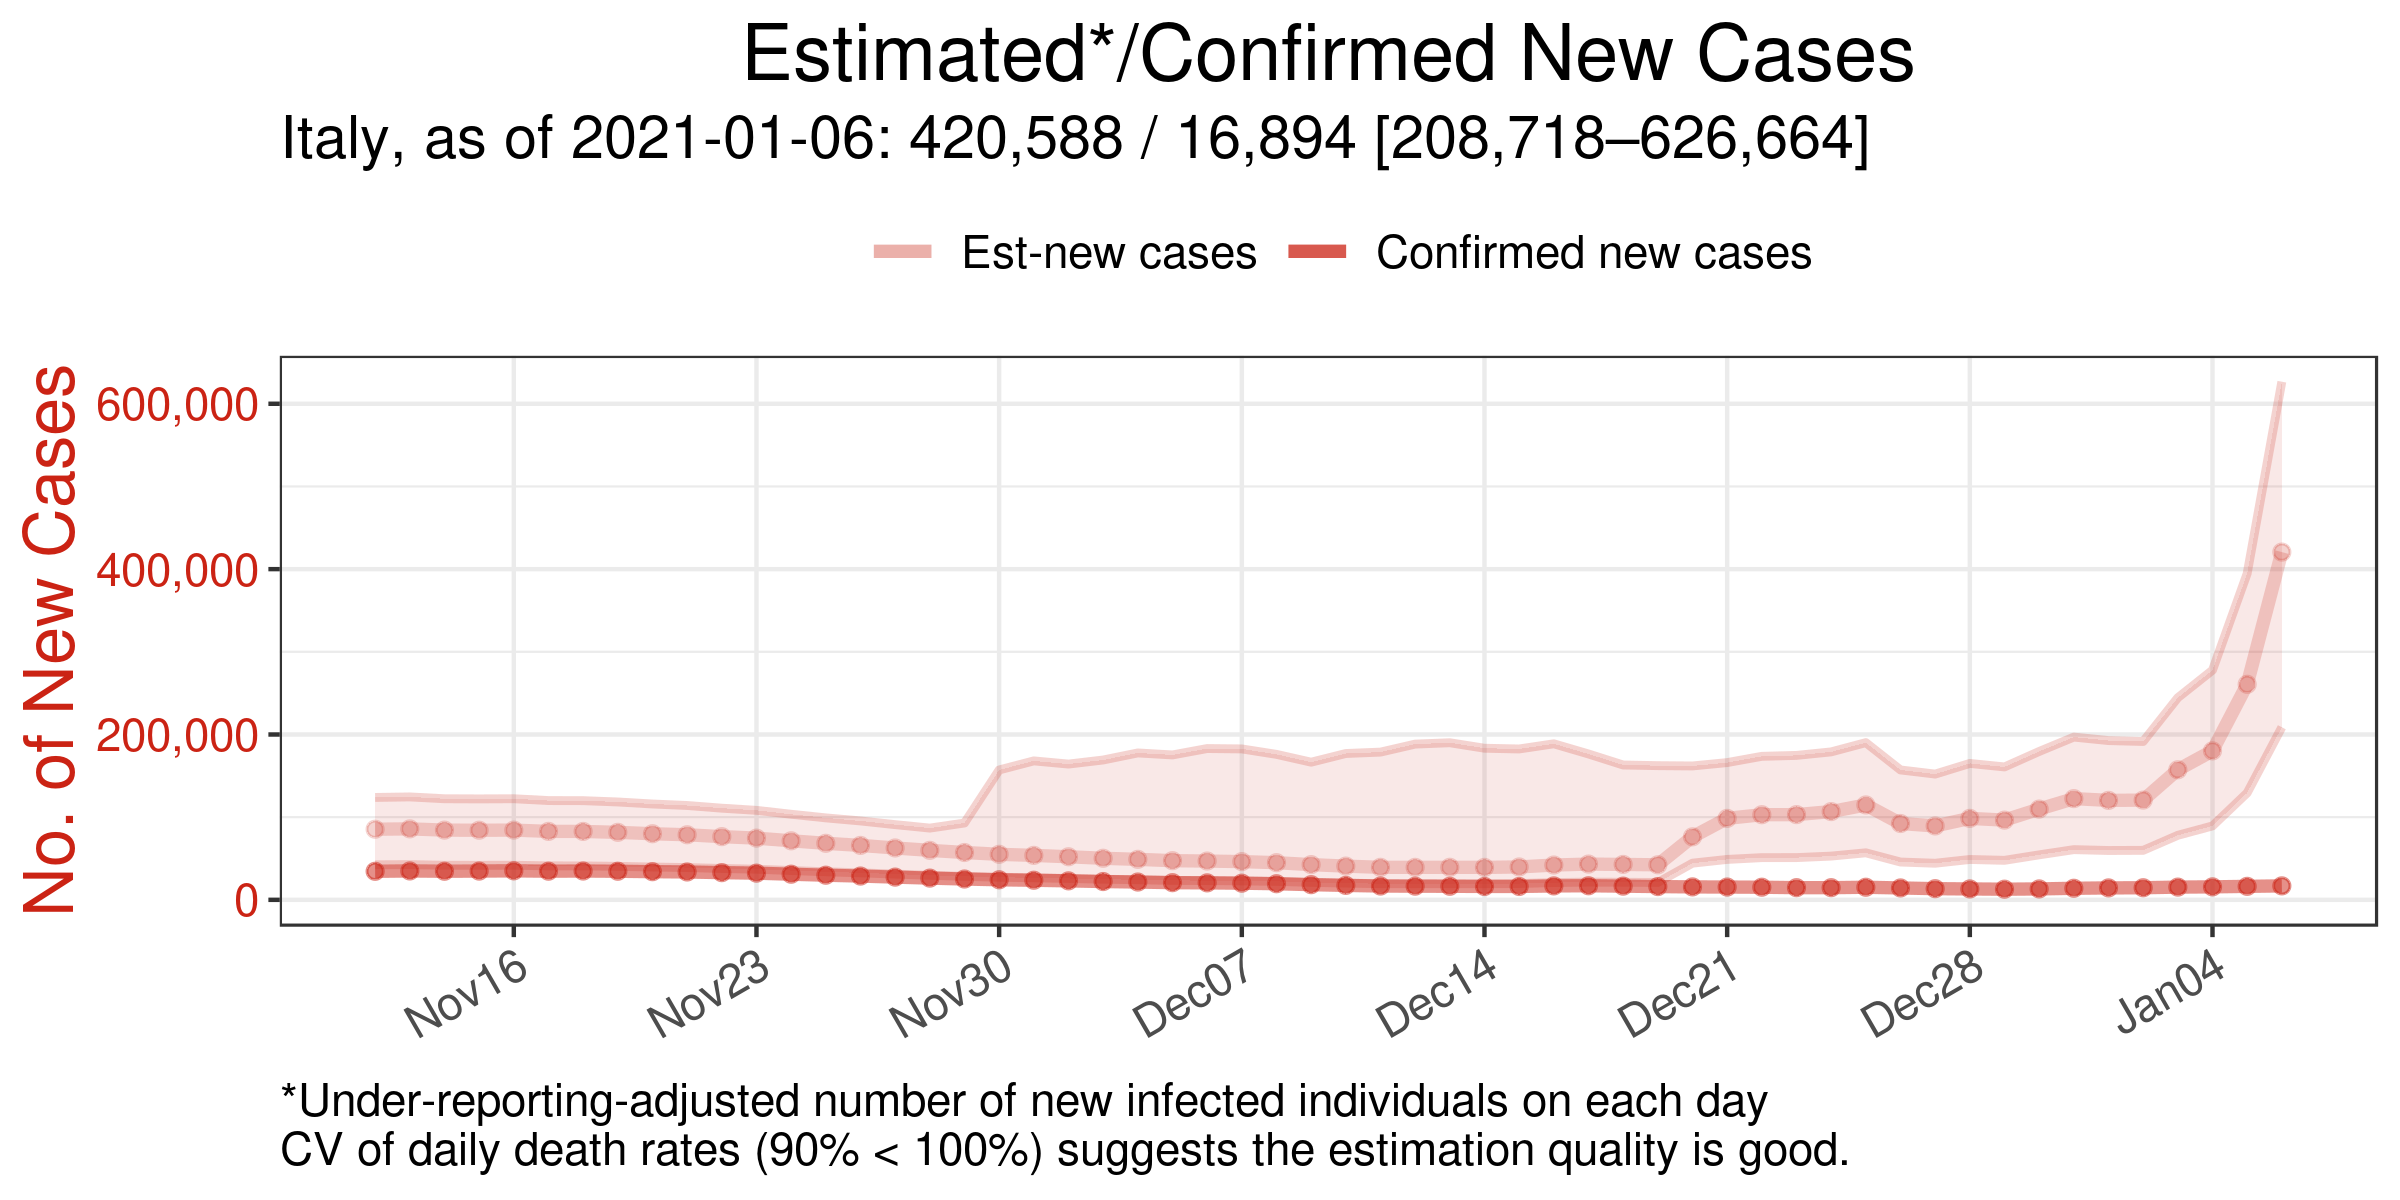 Estimated*/Confirmed New Cases
Italy, as of 2021-01-06: 420,588 / 16,894 [208,718–626,664]
Est-new cases Confirmed new cases
No. of New Cases
600,000
400,000
200,000
0
Nov16 Nov23 Nov30 Dec07 Dec14 Dec21 Dec28 Jan04
*Under-reporting-adjusted number of new infected individuals on each day
CV of daily death rates (90% < 100%) suggests the estimation quality is good.